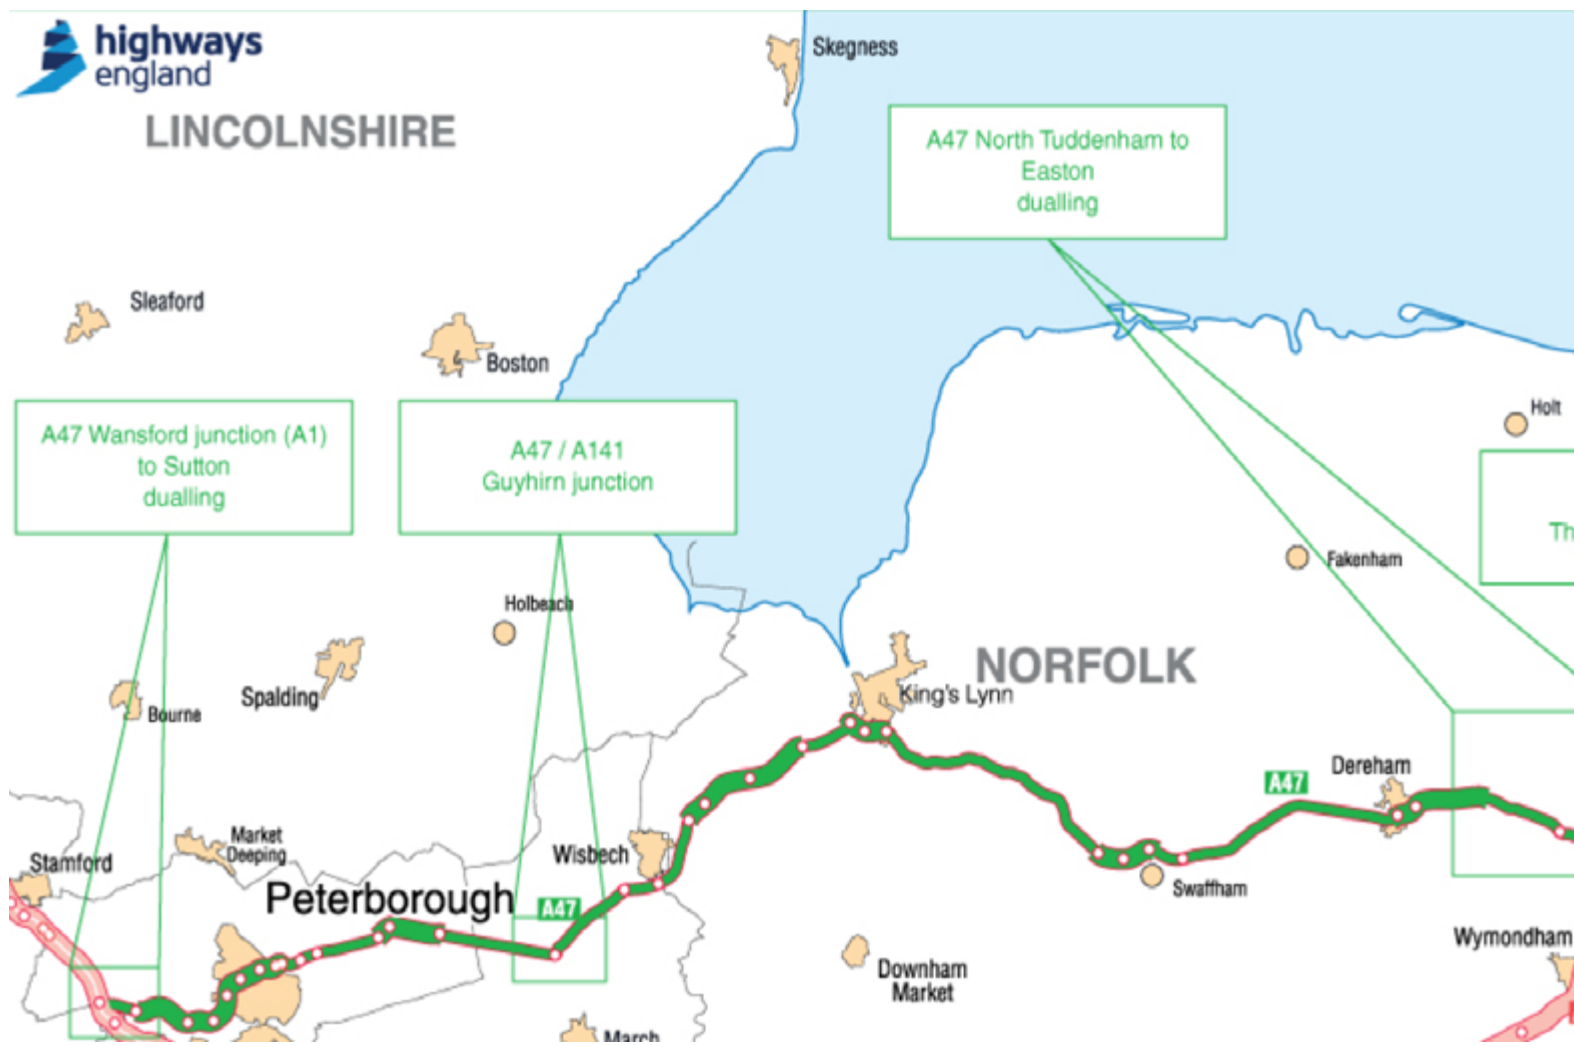 highways
england
LINCOLNSHIRE
Skegness
A47 North Tuddenham to
Easton
dualling
Sleaford
Boston
A47 Wansford junction (A1)
to Sutton
dualling
A47 / A141
Guyhirn junction
Holt
Th
Fakenham
Holbeach
NORFOLK
King's Lynn
Spalding
Bourne
Dereham
A47
Market
Deeping
Wisbech
Stamford
Peterborough
A47
Swaffham
Wymondham
Downham
Market
March